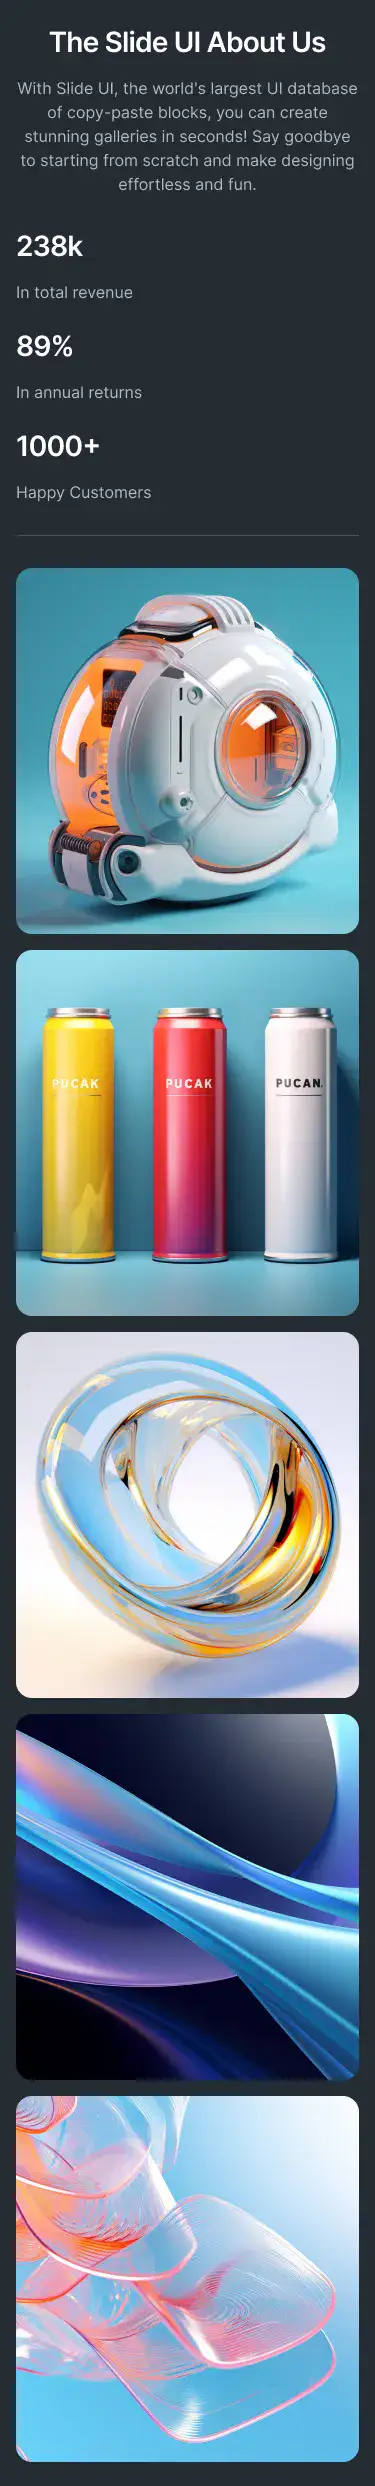 The Slide UI About Us
With Slide UI, the world's largest UI database
of copy-paste blocks, you can create
stunning galleries in seconds! Say goodbye
to starting from scratch and make designing
effortless and fun.
238k
In total revenue
89%
In annual returns
1000+
Happy Customers
PUCAK PUCAK PUCAN